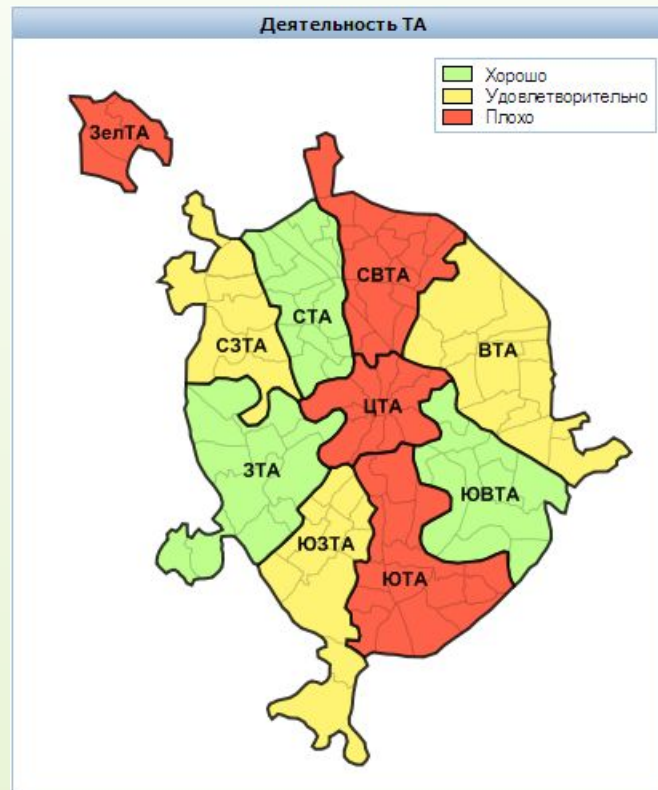 Деятельность ТА
Хорошо
Удовлетворительно
Плохо
ЗелТА
СВТА
СТА
СЗТА
ВТА
ЦТА
ЗТА
ЮВТА
ЮЗТА
ЮТА